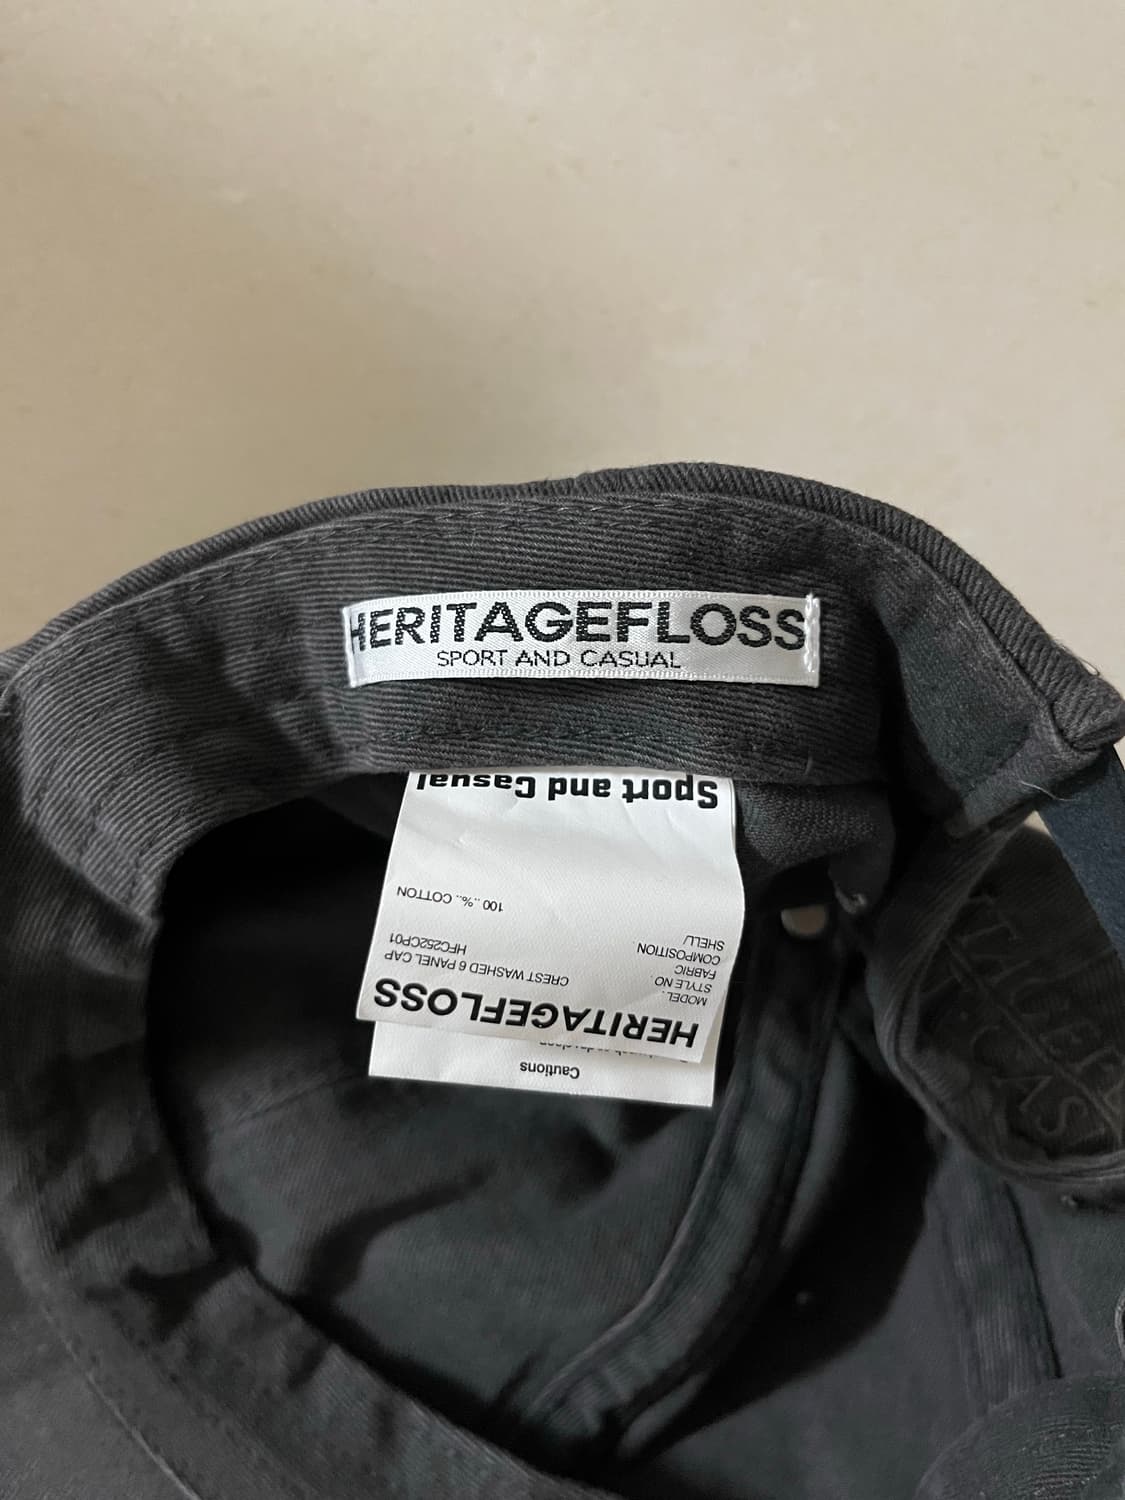 HERITAGEFLOSS
SPORT AND CASUAL
HERITAGEFLOSS
MODEL. CREST WASHED 6 PANEL CAP
STYLE NO. HFC252CP01
FABRIC
COMPOSITION
SHELL/ 100..%.. COTTON
Sport and Casual
Cautions